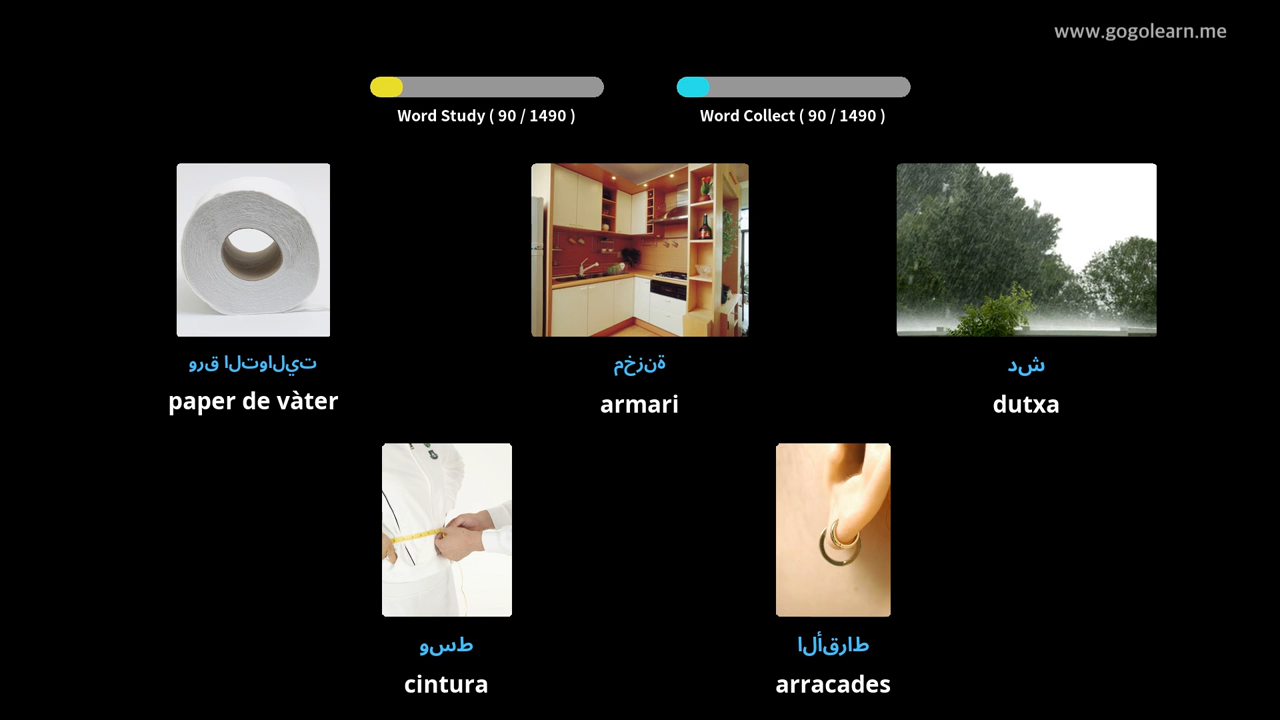 www.gogolearn.me
Word Study ( 90 / 1490 )
Word Collect ( 90 / 1490 )
ورق التواليت
paper de vàter
مخزنة
armari
دش
dutxa
وسط
cintura
الأقراط
arracades